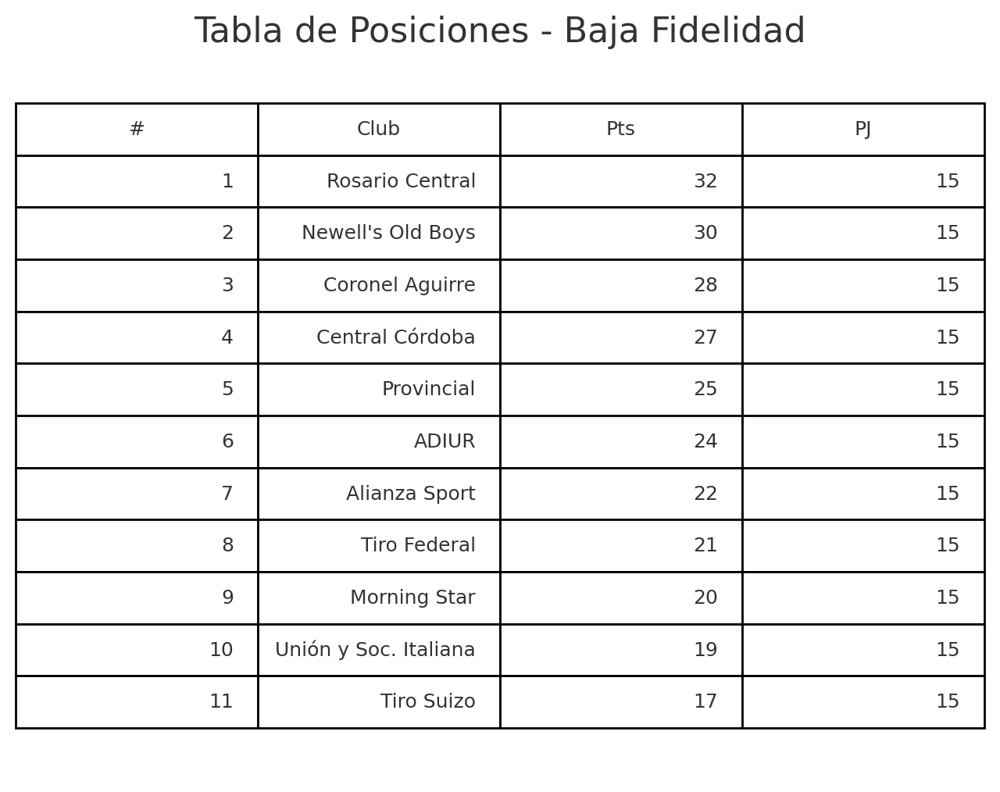 Tabla de Posiciones - Baja Fidelidad
# Club Pts PJ
1 Rosario Central 32 15
2 Newell's Old Boys 30 15
3 Coronel Aguirre 28 15
4 Central Córdoba 27 15
5 Provincial 25 15
6 ADIUR 24 15
7 Alianza Sport 22 15
8 Tiro Federal 21 15
9 Morning Star 20 15
10 Unión y Soc. Italiana 19 15
11 Tiro Suizo 17 15